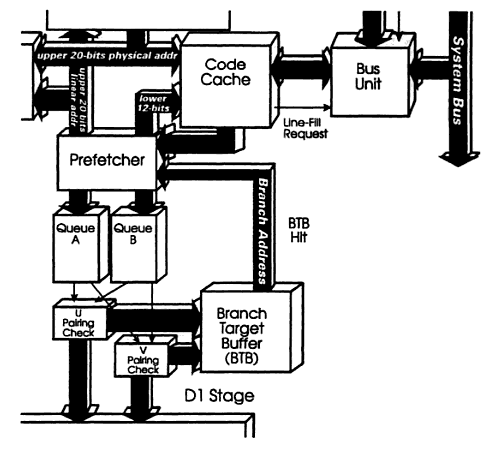 upper 20-bits physical addr
upper 20-bits
linear addr
lower
12-bits
Code
Cache
Bus
Unit
System Bus
Line-Fill
Request
Prefetcher
Queue
A
Queue
B
Branch Address
BTB
Hit
U
Pairing
Check
V
Pairing
Check
Branch
Target
Buffer
(BTB)
D1 Stage